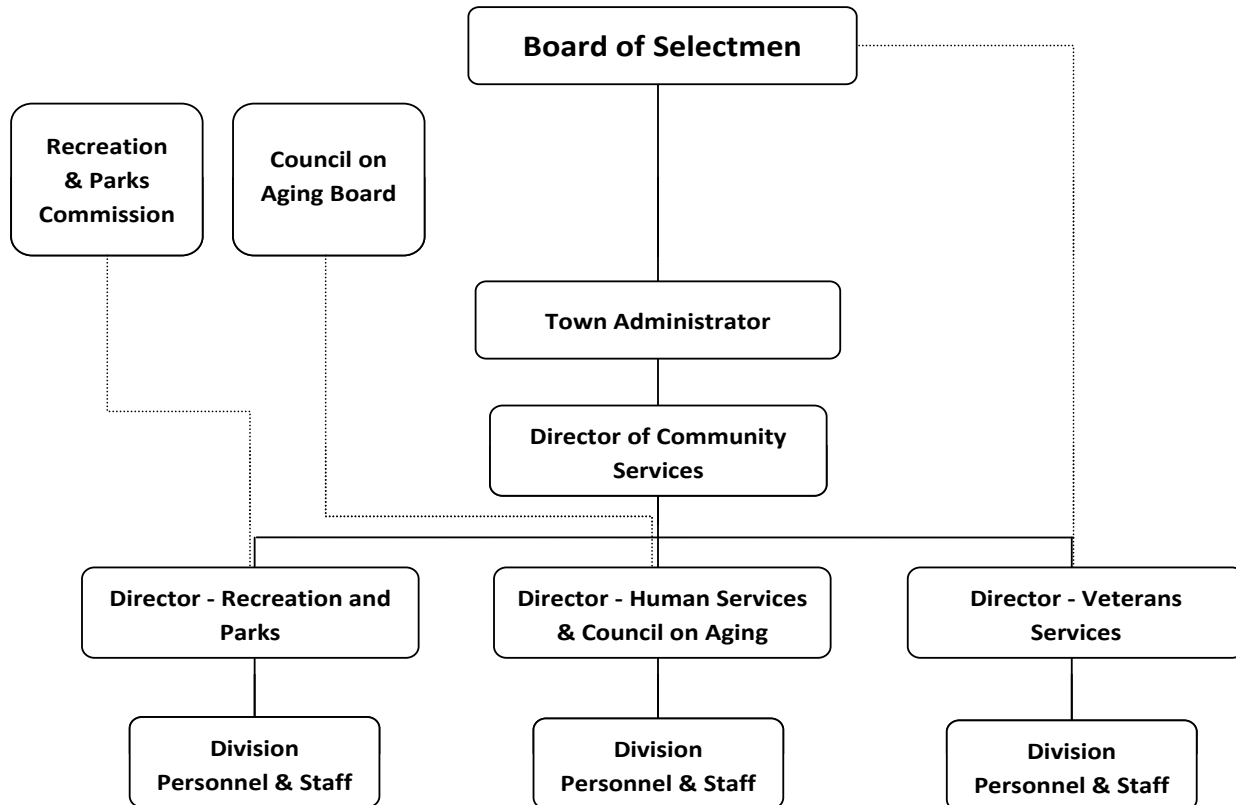 Board of Selectmen
Recreation
& Parks
Commission
Council on
Aging Board
Town Administrator
Director of Community
Services
Director - Recreation and
Parks
Director - Human Services
& Council on Aging
Director - Veterans
Services
Division
Personnel & Staff
Division
Personnel & Staff
Division
Personnel & Staff